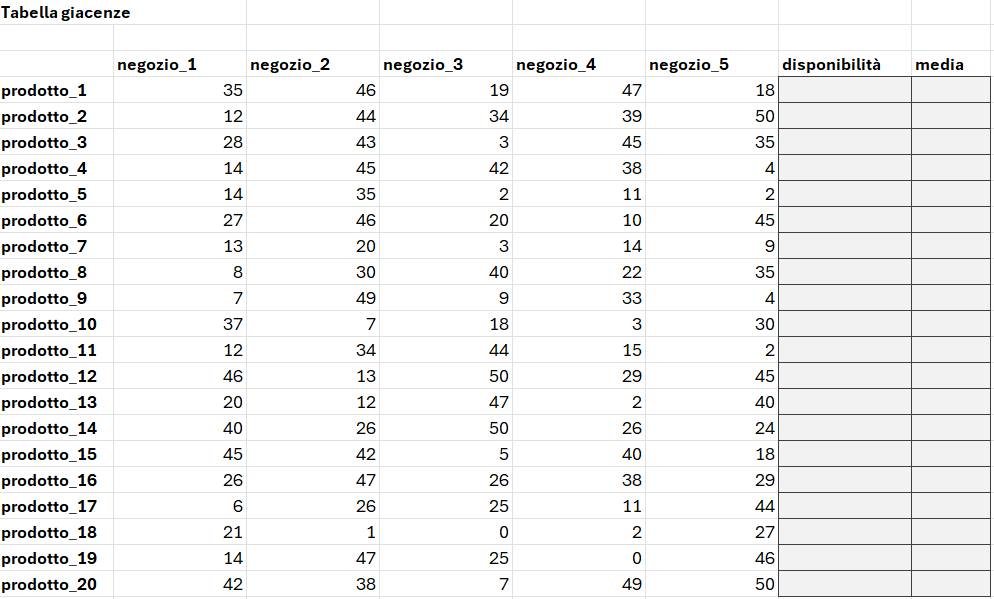 Tabella giacenze
negozio_1 negozio_2 negozio_3 negozio_4 negozio_5 disponibilità media
prodotto_1 35 46 19 47 18
prodotto_2 12 44 34 39 50
prodotto_3 28 43 3 45 35
prodotto_4 14 45 42 38 4
prodotto_5 14 35 2 11 2
prodotto_6 27 46 20 10 45
prodotto_7 13 20 3 14 9
prodotto_8 8 30 40 22 35
prodotto_9 7 49 9 33 4
prodotto_10 37 7 18 3 30
prodotto_11 12 34 44 15 2
prodotto_12 46 13 50 29 45
prodotto_13 20 12 47 2 40
prodotto_14 40 26 50 26 24
prodotto_15 45 42 5 40 18
prodotto_16 26 47 26 38 29
prodotto_17 6 26 25 11 44
prodotto_18 21 1 0 2 27
prodotto_19 14 47 25 0 46
prodotto_20 42 38 7 49 50